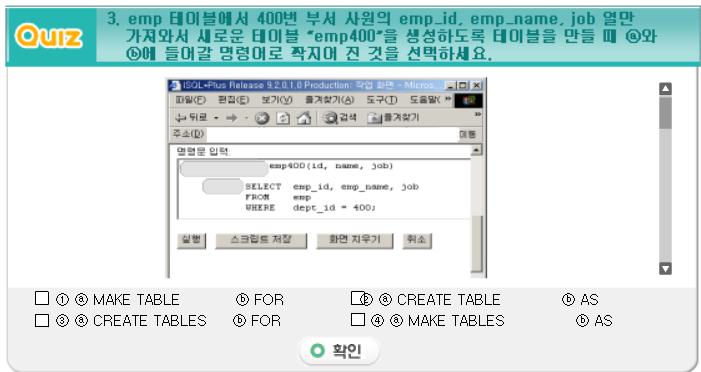 Quiz
3. emp 테이블에서 400번 부서 사원의 emp_id, emp_name, job 열만
가져와서 새로운 테이블 "emp400"을 생성하도록 테이블을 만들 때 ⓐ와
ⓑ에 들어갈 명령어로 짝지어 진 것을 선택하세요.
iSQL*Plus Release 9.2.0.1.0 Production: 작업 화면 - Micros
파일(F) 편집(E) 보기(V) 즐겨찾기(A) 도구(T) 도움말( »
뒤로 검색 즐겨찾기 »
주소(D) 이동
명령문 입력
emp400(id, name, job)
SELECT emp_id, emp_name, job
FROM emp
WHERE dept_id = 400;
실행 스크립트 저장 화면 지우기 취소
① ⓐ MAKE TABLE ⓑ FOR ② ⓐ CREATE TABLE ⓑ AS
③ ⓐ CREATE TABLES ⓑ FOR ④ ⓐ MAKE TABLES ⓑ AS
확인